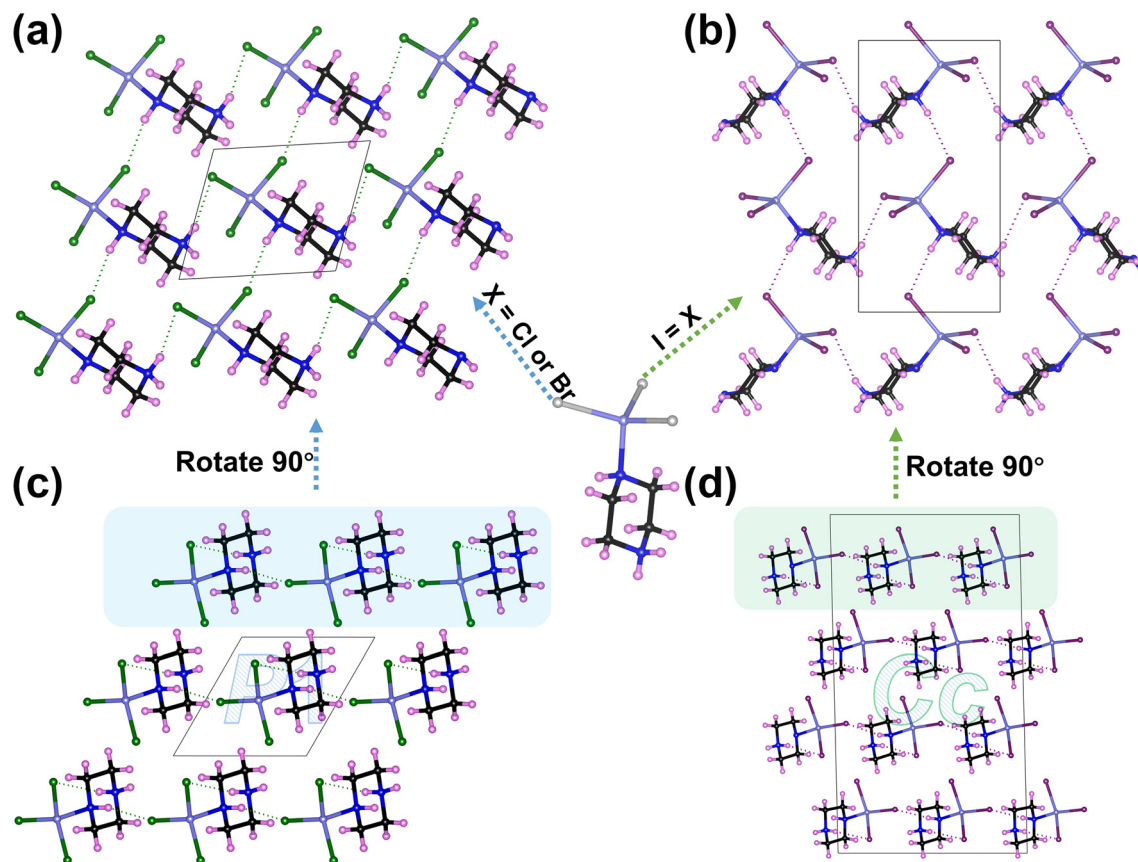 (a)
(b)
X = Cl or Br
I = X
Rotate 90°
Rotate 90°
(c)
(d)
P1
Cc